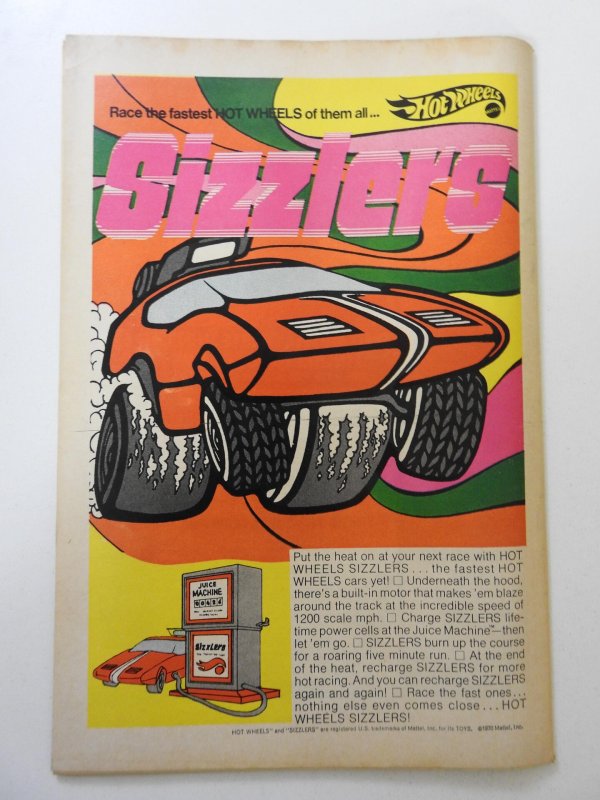 Race the fastest HOT WHEELS of them all...
Hot Wheels
MATTEL
Sizzlers
JUICE
MACHINE
Sizzlers
Put the heat on at your next race with HOT
WHEELS SIZZLERS... the fastest HOT
WHEELS cars yet! □ Underneath the hood,
there's a built-in motor that makes 'em blaze
around the track at the incredible speed of
1200 scale mph. □ Charge SIZZLERS life-
time power cells at the Juice Machine™—then
let 'em go. □ SIZZLERS burn up the course
for a roaring five minute run. □ At the end
of the heat, recharge SIZZLERS for more
hot racing. And you can recharge SIZZLERS
again and again! □ Race the fast ones...
nothing else even comes close... HOT
WHEELS SIZZLERS!
HOT WHEELS" and "SIZZLERS" are registered U.S. trademarks of Mattel, Inc. for its TOYS. ©1970 Mattel, Inc.